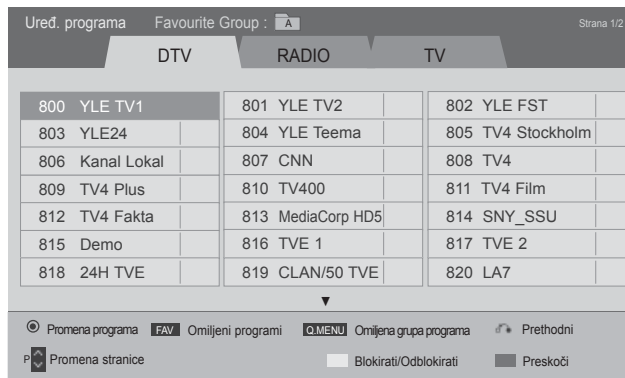 Uređ. programa Favourite Group : A Strana 1/2
DTV RADIO TV
800 YLE TV1 801 YLE TV2 802 YLE FST
803 YLE24 804 YLE Teema 805 TV4 Stockholm
806 Kanal Lokal 807 CNN 808 TV4
809 TV4 Plus 810 TV400 811 TV4 Film
812 TV4 Fakta 813 MediaCorp HD5 814 SNY_SSU
815 Demo 816 TVE 1 817 TVE 2
818 24H TVE 819 CLAN/50 TVE 820 LA7
Promena programa FAV Omiljeni programi Q.MENU Omiljena grupa programa Prethodni
P Promena stranice Blokirati/Odblokirati Preskoči